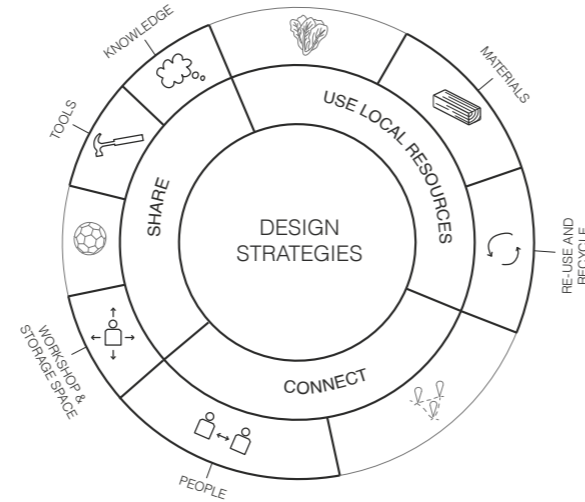 KNOWLEDGE
TOOLS
WORKSHOP &
STORAGE SPACE
PEOPLE
MATERIALS
RE-USE AND
RECYCLE
SHARE
USE LOCAL RESOURCES
CONNECT
DESIGN
STRATEGIES